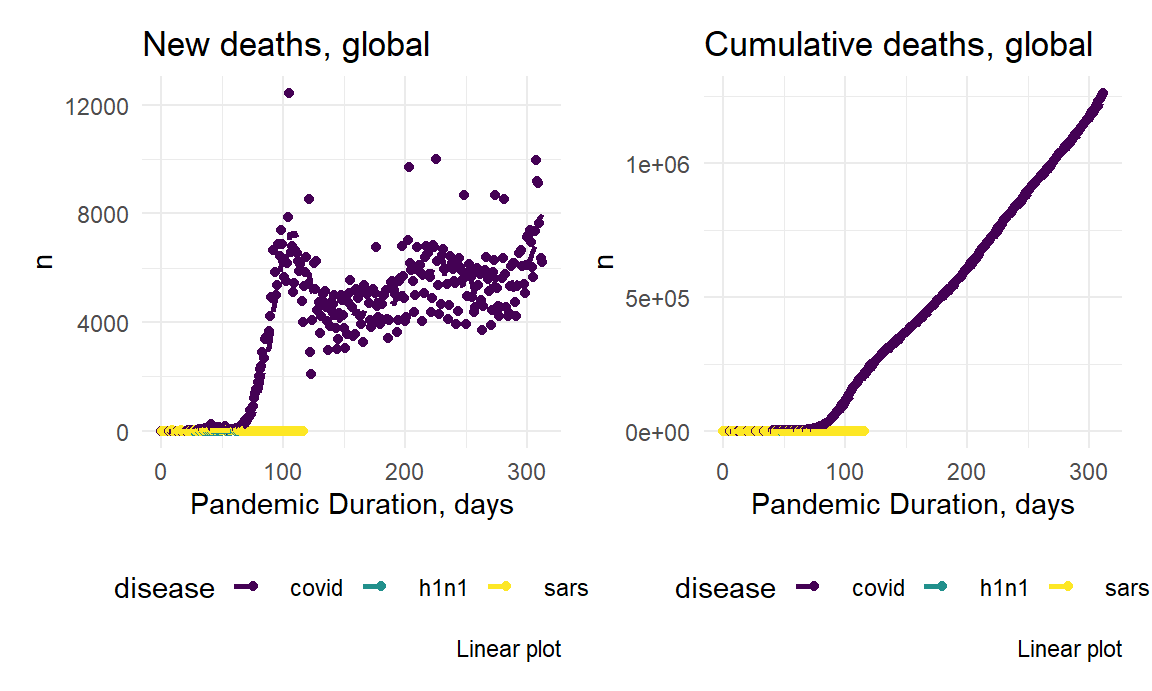 New deaths, global
12000
8000
4000
0
n
0 100 200 300
Pandemic Duration, days
disease covid h1n1 sars
Linear plot
Cumulative deaths, global
1e+06
5e+05
0e+00
n
0 100 200 300
Pandemic Duration, days
disease covid h1n1 sars
Linear plot